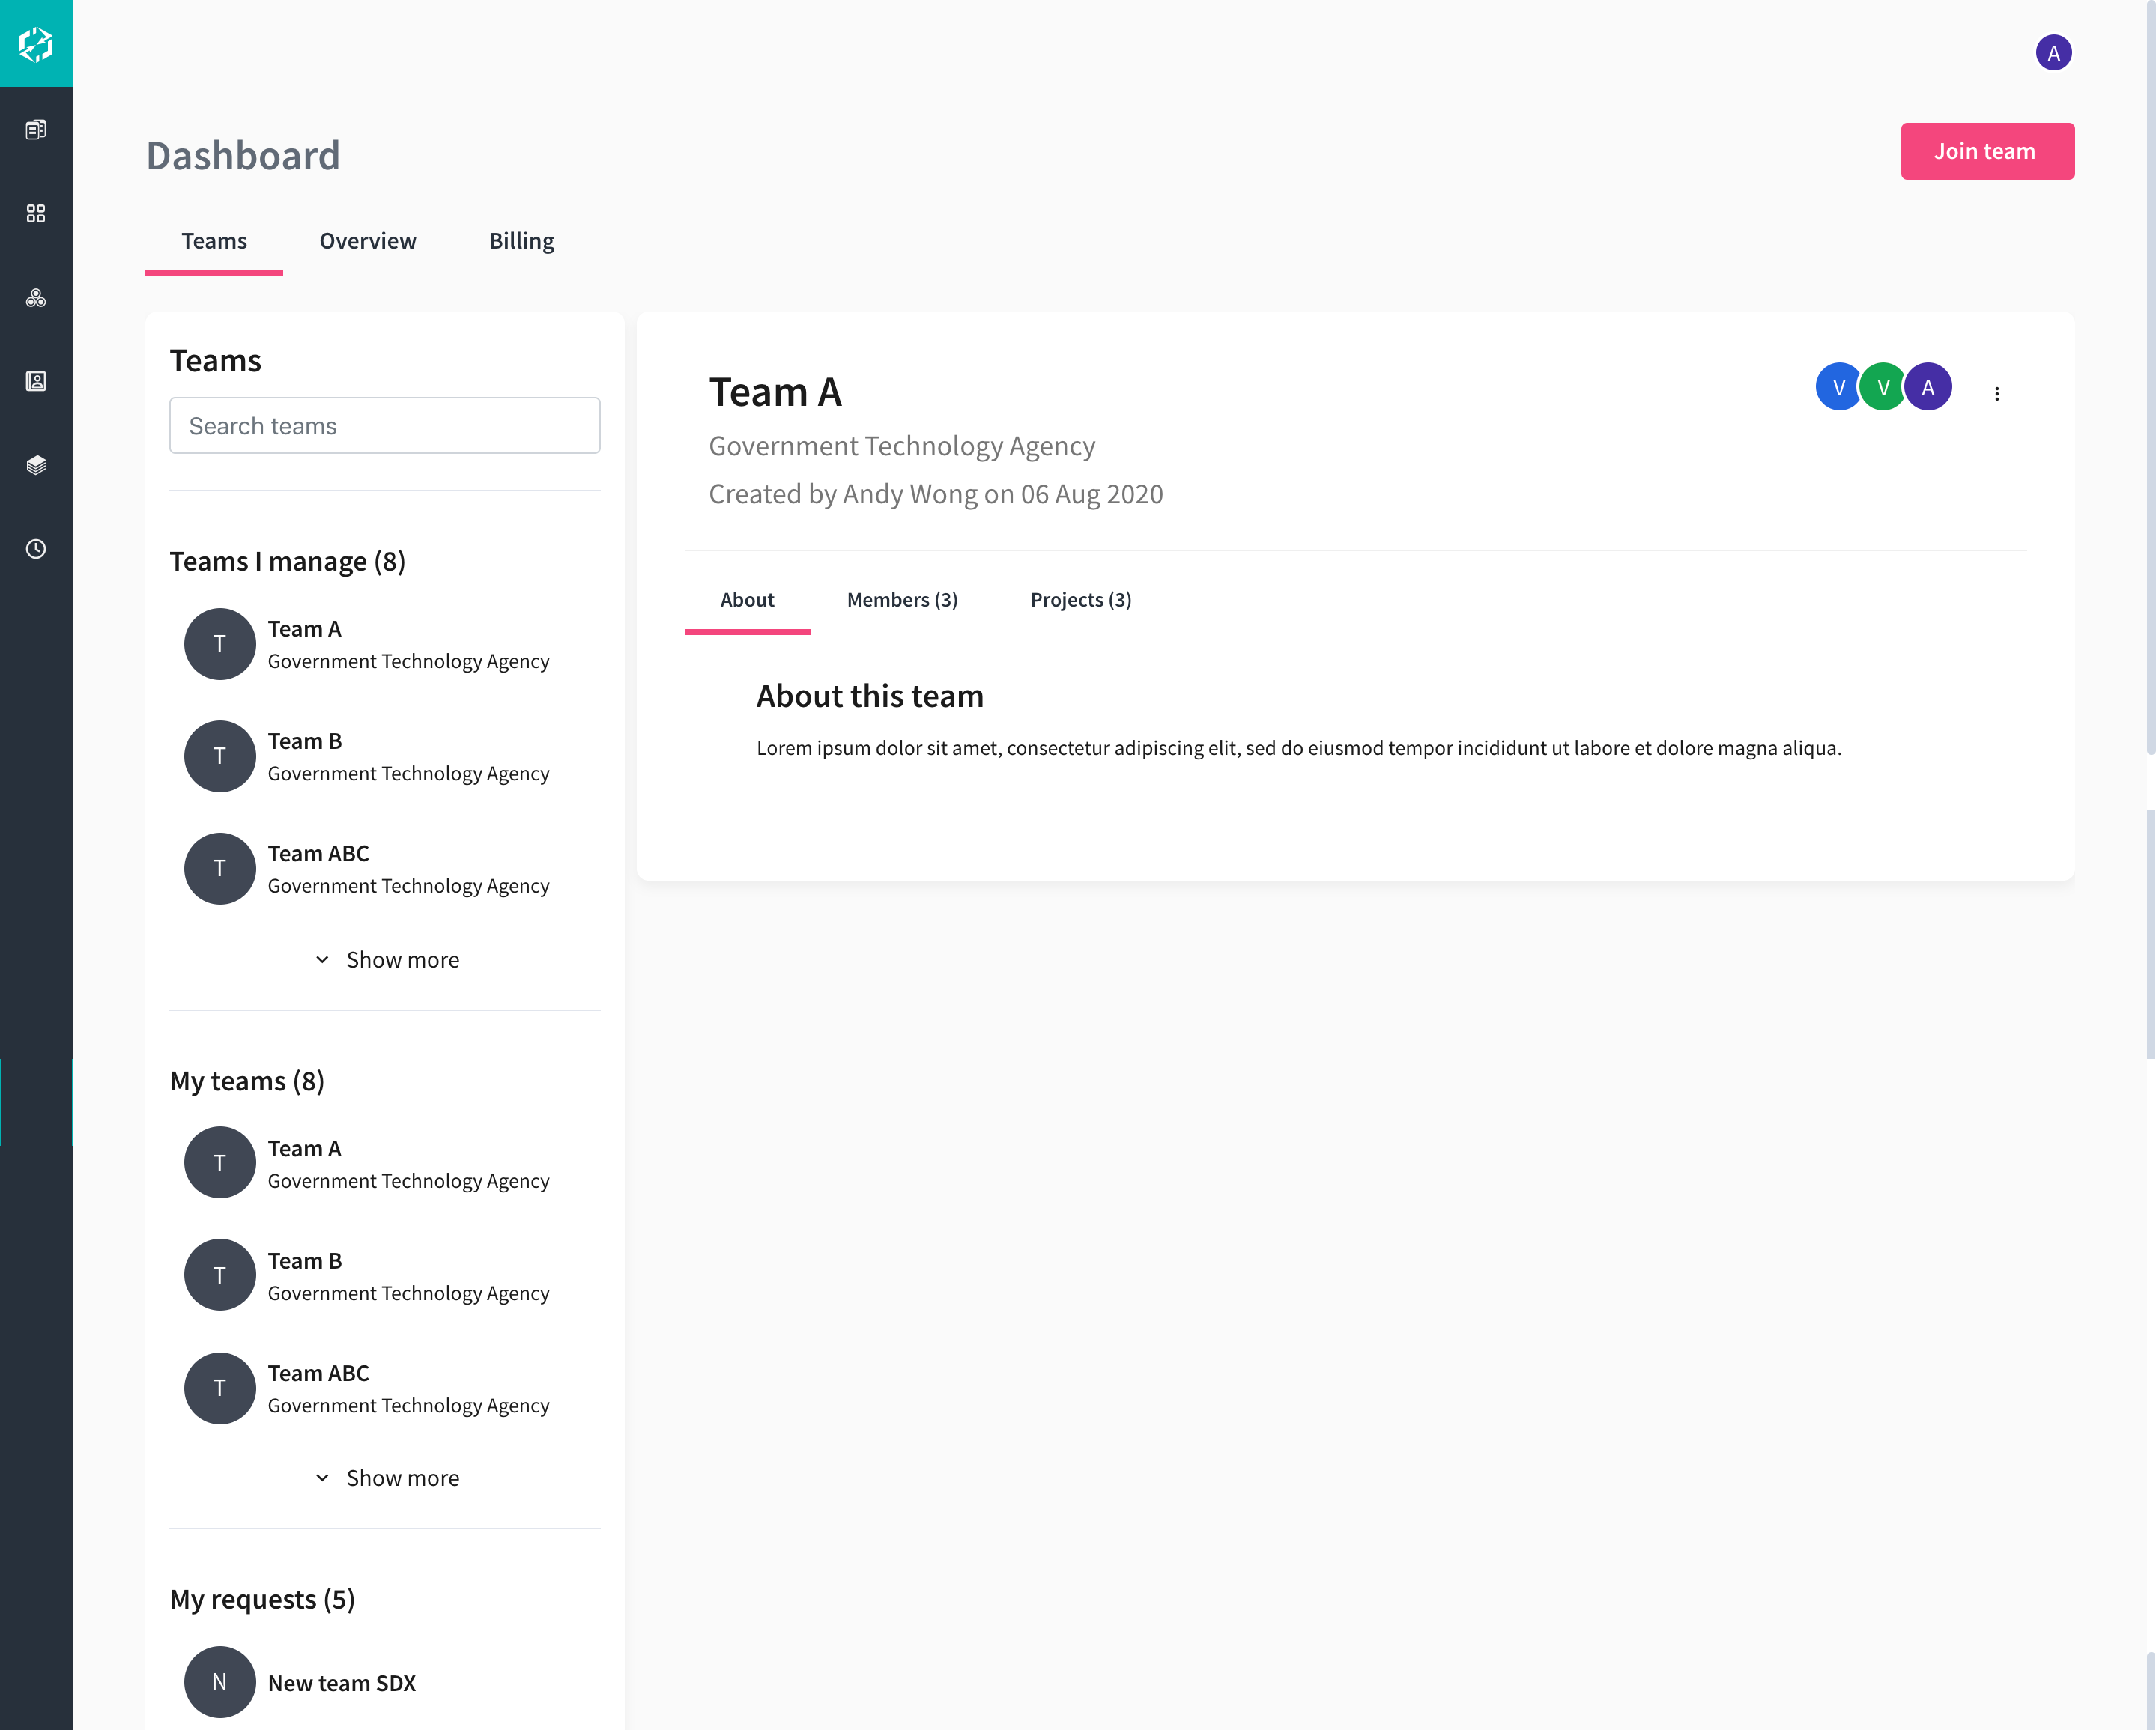 A
Dashboard
Join team
Teams
Overview
Billing
Teams
Search teams
Teams I manage (8)
T
Team A
Government Technology Agency
T
Team B
Government Technology Agency
T
Team ABC
Government Technology Agency
Show more
My teams (8)
T
Team A
Government Technology Agency
T
Team B
Government Technology Agency
T
Team ABC
Government Technology Agency
Show more
My requests (5)
N
New team SDX
Team A
V V A
Government Technology Agency
Created by Andy Wong on 06 Aug 2020
About
Members (3)
Projects (3)
About this team
Lorem ipsum dolor sit amet, consectetur adipiscing elit, sed do eiusmod tempor incididunt ut labore et dolore magna aliqua.